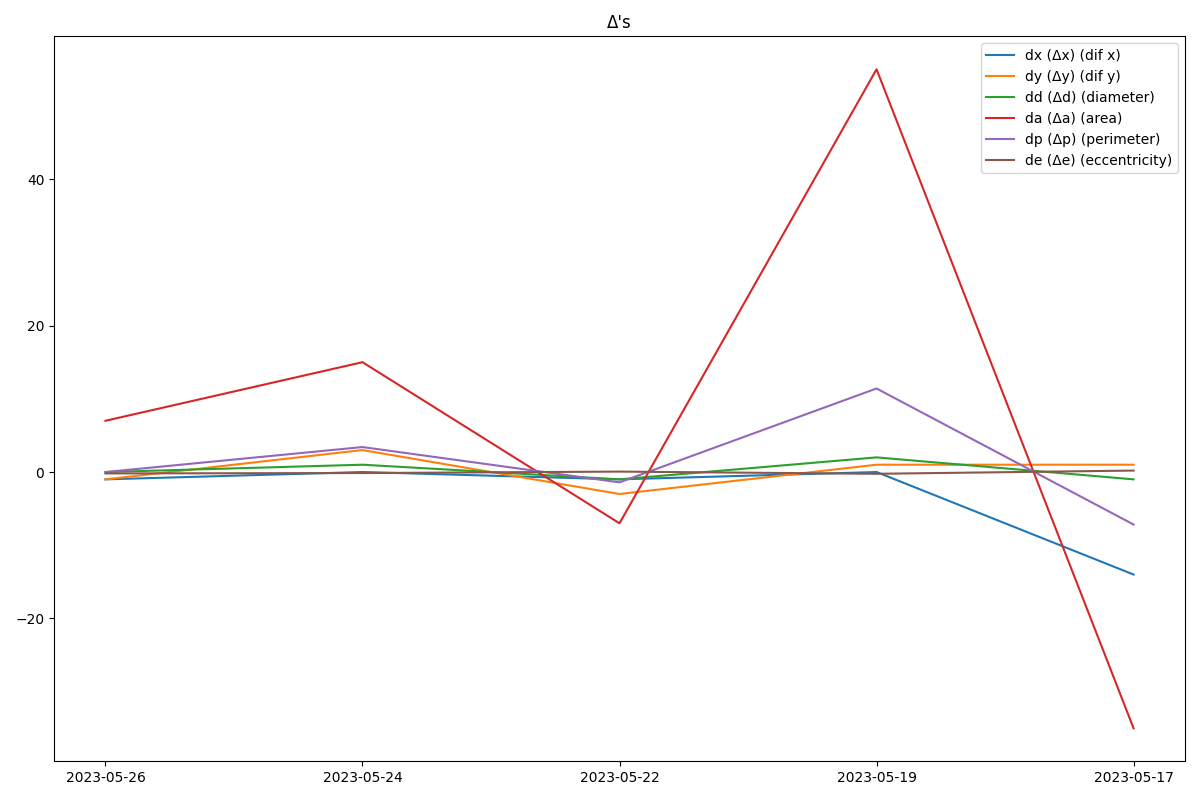 Δ's
dx (Δx) (dif x)
dy (Δy) (dif y)
dd (Δd) (diameter)
da (Δa) (area)
dp (Δp) (perimeter)
de (Δe) (eccentricity)
40
20
0
−20
2023-05-26 2023-05-24 2023-05-22 2023-05-19 2023-05-17